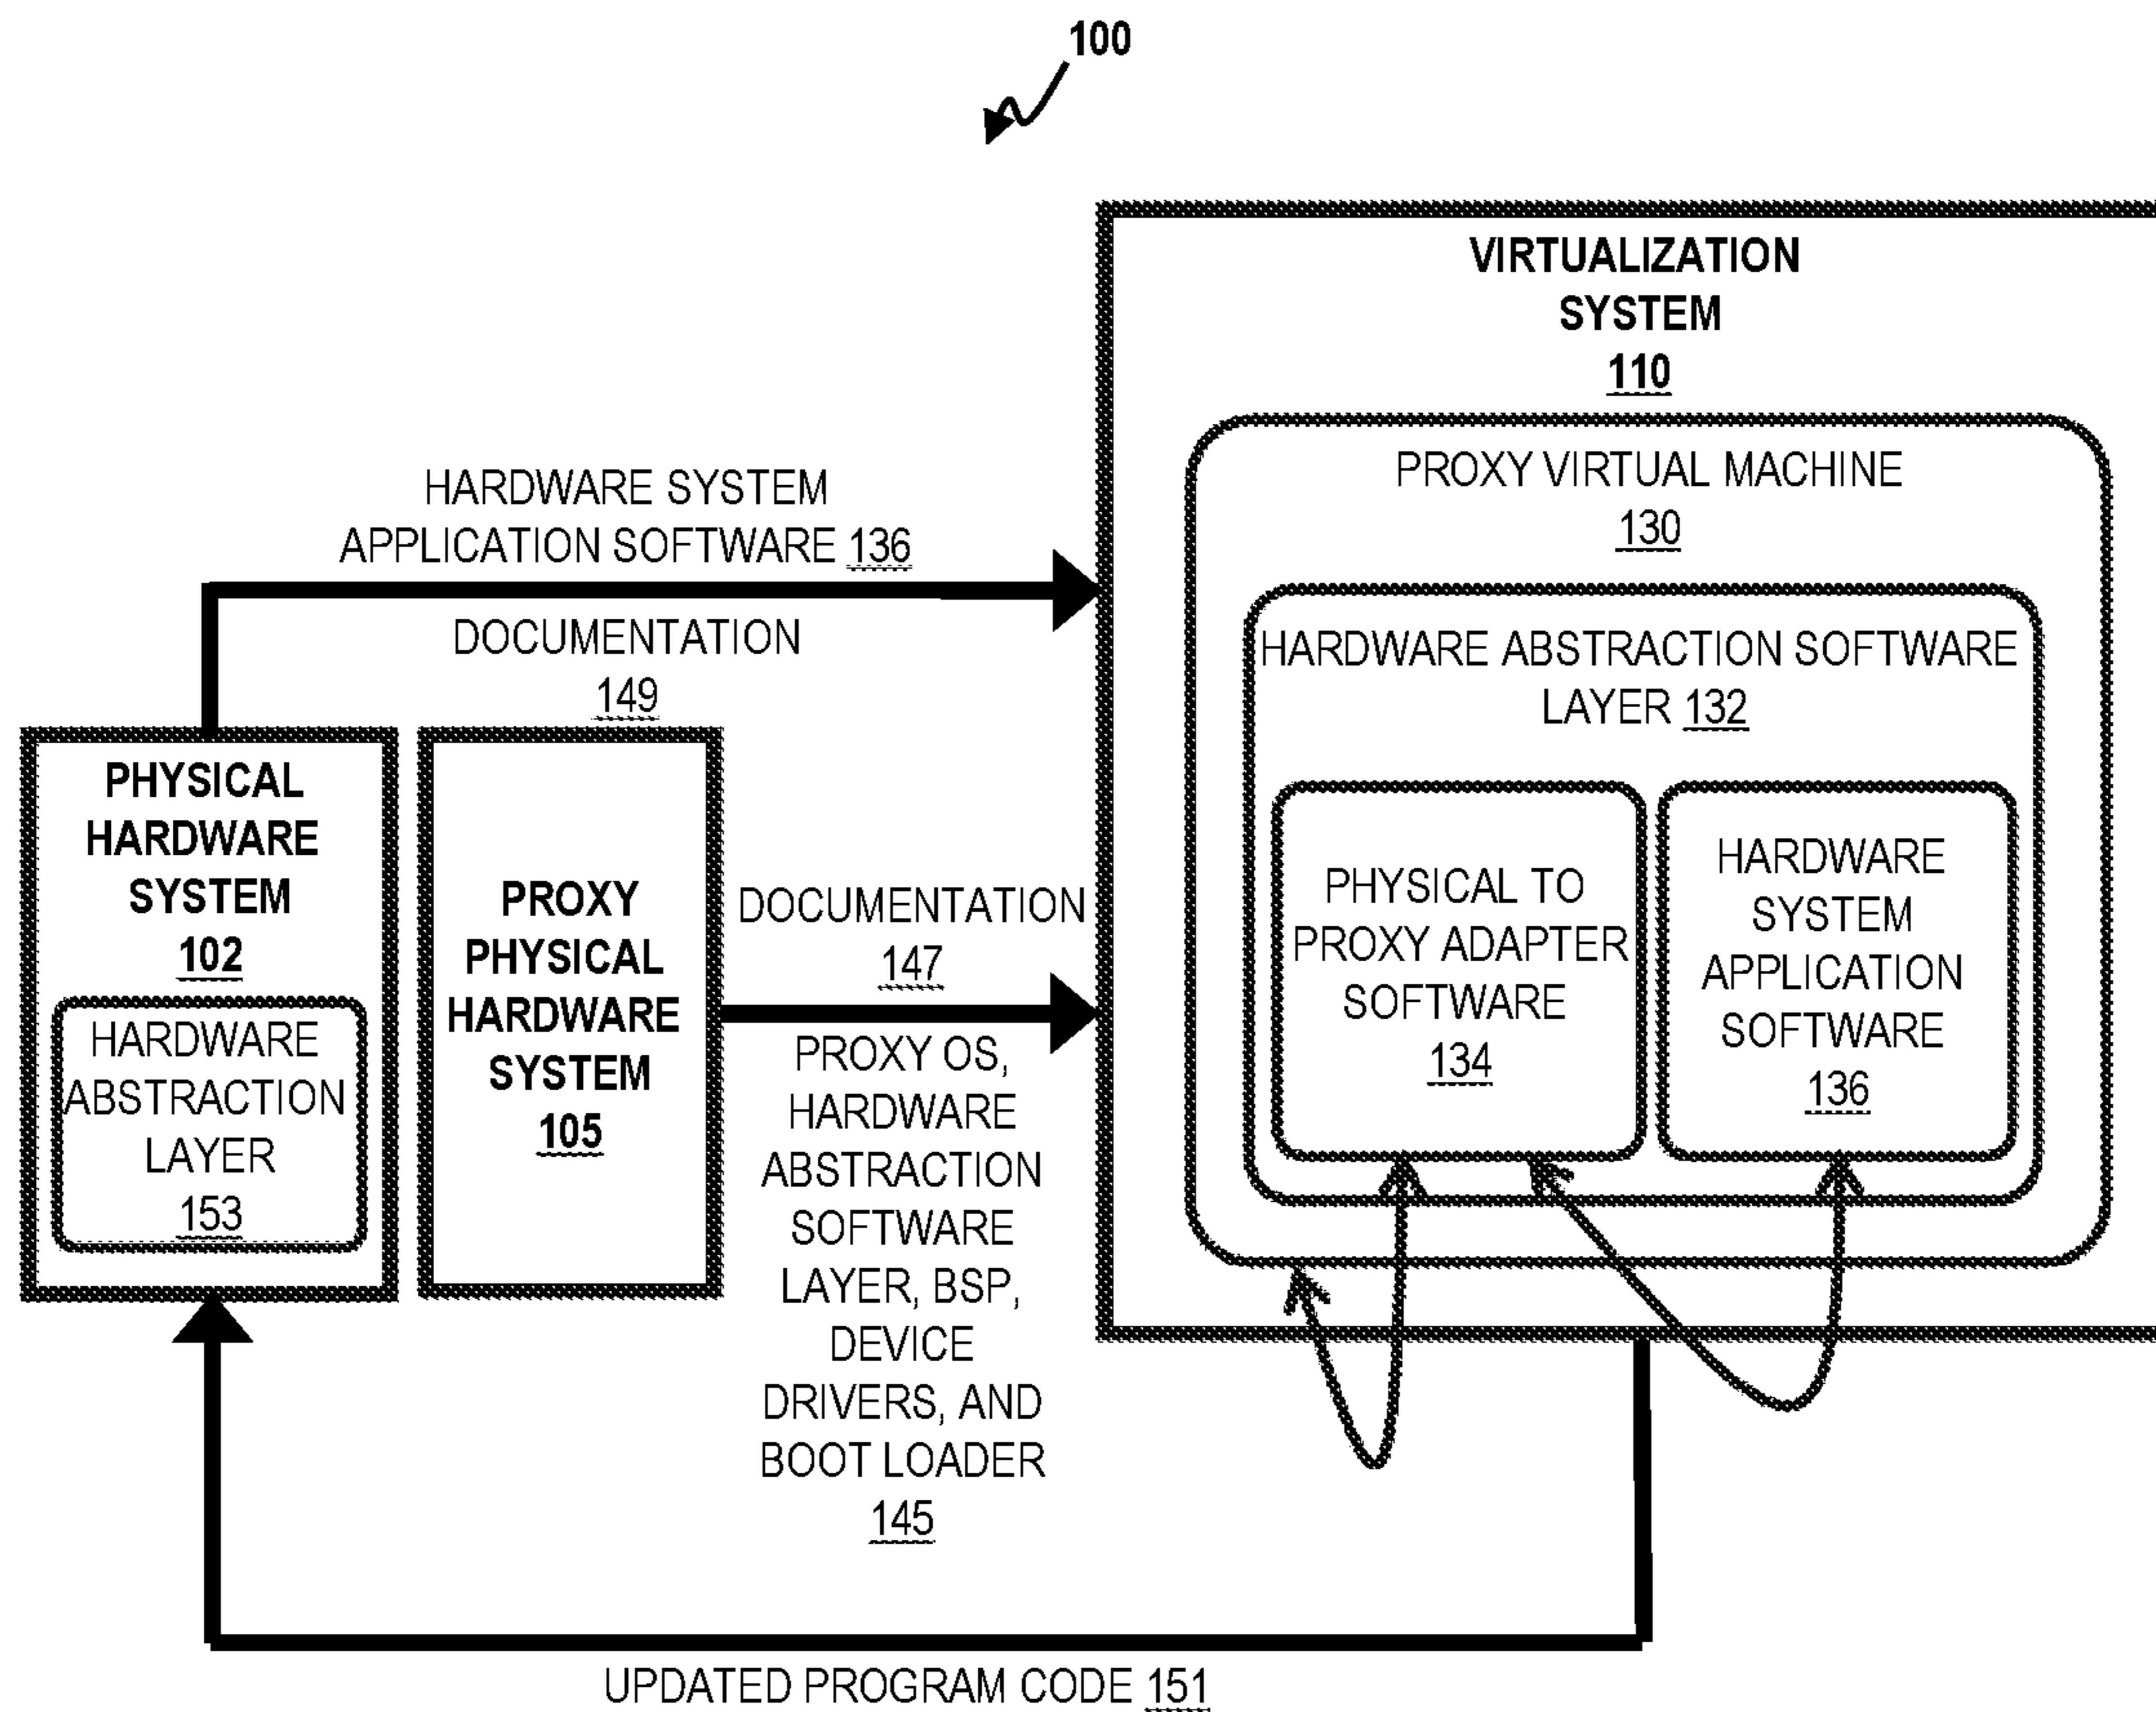 100
VIRTUALIZATION
SYSTEM
110
PROXY VIRTUAL MACHINE
130
HARDWARE SYSTEM
APPLICATION SOFTWARE 136
DOCUMENTATION
149
HARDWARE ABSTRACTION SOFTWARE
LAYER 132
PHYSICAL
HARDWARE
SYSTEM
102
HARDWARE
ABSTRACTION
LAYER
153
PROXY
PHYSICAL
HARDWARE
SYSTEM
105
DOCUMENTATION
147
PROXY OS,
HARDWARE
ABSTRACTION
SOFTWARE
LAYER, BSP,
DEVICE
DRIVERS, AND
BOOT LOADER
145
PHYSICAL TO
PROXY ADAPTER
SOFTWARE
134
HARDWARE
SYSTEM
APPLICATION
SOFTWARE
136
UPDATED PROGRAM CODE 151